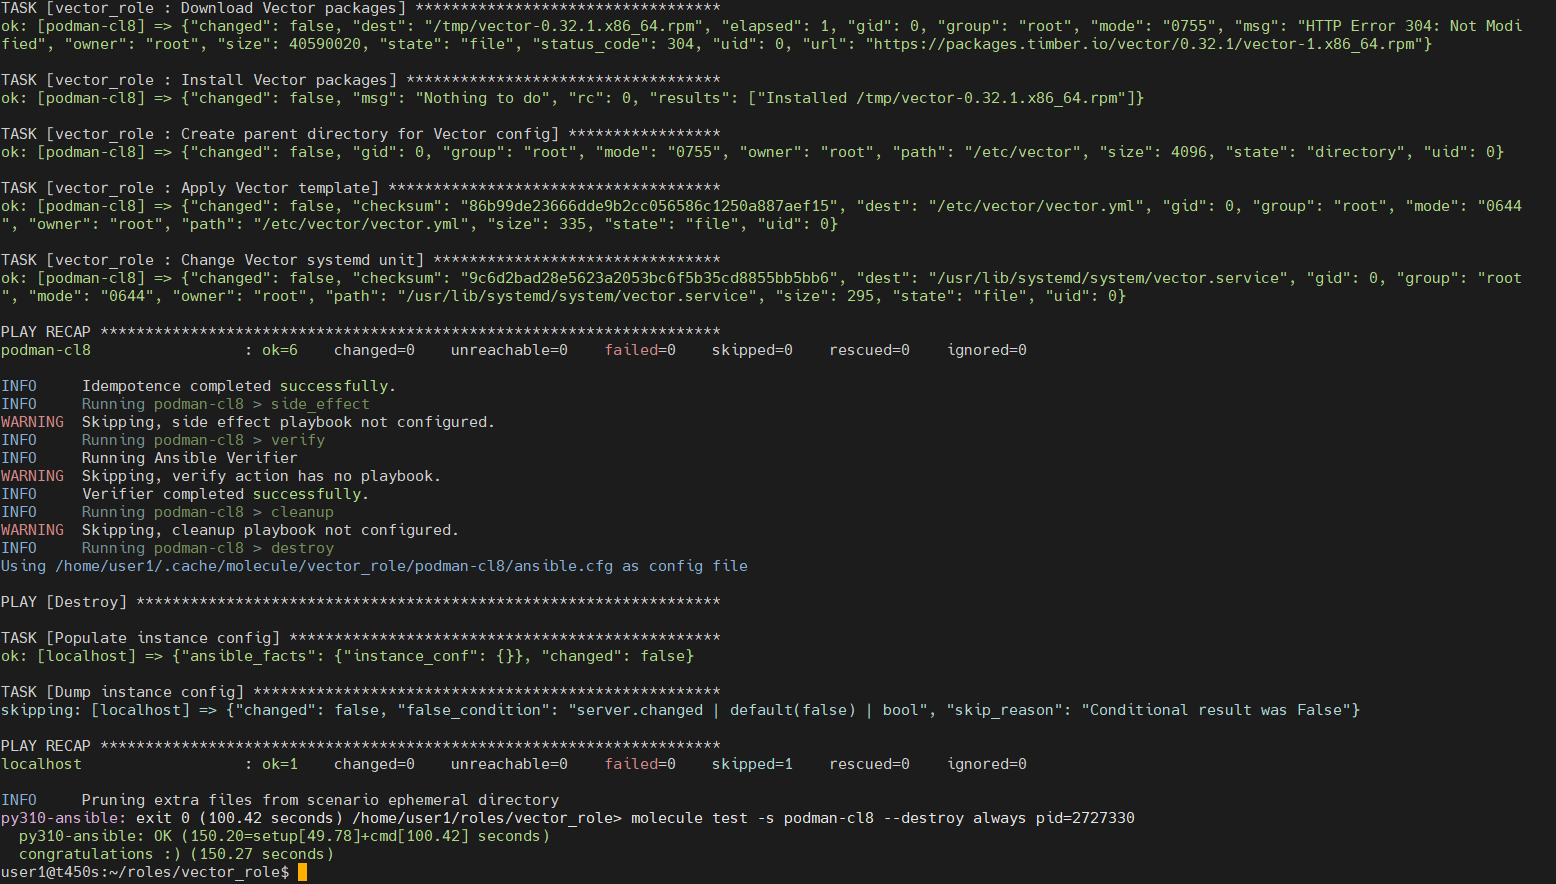 TASK [vector_role : Download Vector packages] **********************************
ok: [podman-cl8] => {"changed": false, "dest": "/tmp/vector-0.32.1.x86_64.rpm", "elapsed": 1, "gid": 0, "group": "root", "mode": "0755", "msg": "HTTP Error 304: Not Modi
fied", "owner": "root", "size": 40590020, "state": "file", "status_code": 304, "uid": 0, "url": "https://packages.timber.io/vector/0.32.1/vector-1.x86_64.rpm"}
TASK [vector_role : Install Vector packages] ***********************************
ok: [podman-cl8] => {"changed": false, "msg": "Nothing to do", "rc": 0, "results": ["Installed /tmp/vector-0.32.1.x86_64.rpm"]}
TASK [vector_role : Create parent directory for Vector config] *****************
ok: [podman-cl8] => {"changed": false, "gid": 0, "group": "root", "mode": "0755", "owner": "root", "path": "/etc/vector", "size": 4096, "state": "directory", "uid": 0}
TASK [vector_role : Apply Vector template] *************************************
ok: [podman-cl8] => {"changed": false, "checksum": "86b99de23666dde9b2cc056586c1250a887aef15", "dest": "/etc/vector/vector.yml", "gid": 0, "group": "root", "mode": "0644
", "owner": "root", "path": "/etc/vector/vector.yml", "size": 335, "state": "file", "uid": 0}
TASK [vector_role : Change Vector systemd unit] ********************************
ok: [podman-cl8] => {"changed": false, "checksum": "9c6d2bad28e5623a2053bc6f5b35cd8855bb5bb6", "dest": "/usr/lib/systemd/system/vector.service", "gid": 0, "group": "root
", "mode": "0644", "owner": "root", "path": "/usr/lib/systemd/system/vector.service", "size": 295, "state": "file", "uid": 0}
PLAY RECAP *********************************************************************
podman-cl8                 : ok=6    changed=0    unreachable=0    failed=0    skipped=0    rescued=0    ignored=0
INFO     Idempotence completed successfully.
INFO     Running podman-cl8 > side_effect
WARNING  Skipping, side effect playbook not configured.
INFO     Running podman-cl8 > verify
INFO     Running Ansible Verifier
WARNING  Skipping, verify action has no playbook.
INFO     Verifier completed successfully.
INFO     Running podman-cl8 > cleanup
WARNING  Skipping, cleanup playbook not configured.
INFO     Running podman-cl8 > destroy
Using /home/user1/.cache/molecule/vector_role/podman-cl8/ansible.cfg as config file
PLAY [Destroy] *****************************************************************
TASK [Populate instance config] ************************************************
ok: [localhost] => {"ansible_facts": {"instance_conf": {}}, "changed": false}
TASK [Dump instance config] ****************************************************
skipping: [localhost] => {"changed": false, "false_condition": "server.changed | default(false) | bool", "skip_reason": "Conditional result was False"}
PLAY RECAP *********************************************************************
localhost                  : ok=1    changed=0    unreachable=0    failed=0    skipped=1    rescued=0    ignored=0
INFO     Pruning extra files from scenario ephemeral directory
py310-ansible: exit 0 (100.42 seconds) /home/user1/roles/vector_role> molecule test -s podman-cl8 --destroy always pid=2727330
  py310-ansible: OK (150.20=setup[49.78]+cmd[100.42] seconds)
  congratulations :) (150.27 seconds)
user1@t450s:~/roles/vector_role$